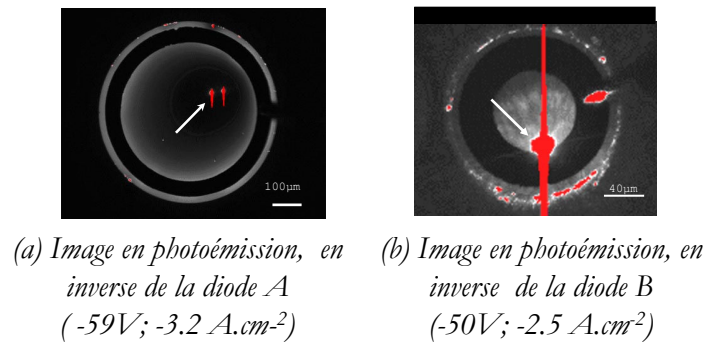 100µm
40µm
(a) Image en photoémission, en
inverse de la diode A
( -59V; -3.2 A.cm-²)
(b) Image en photoémission, en
inverse de la diode B
(-50V; -2.5 A.cm-²)